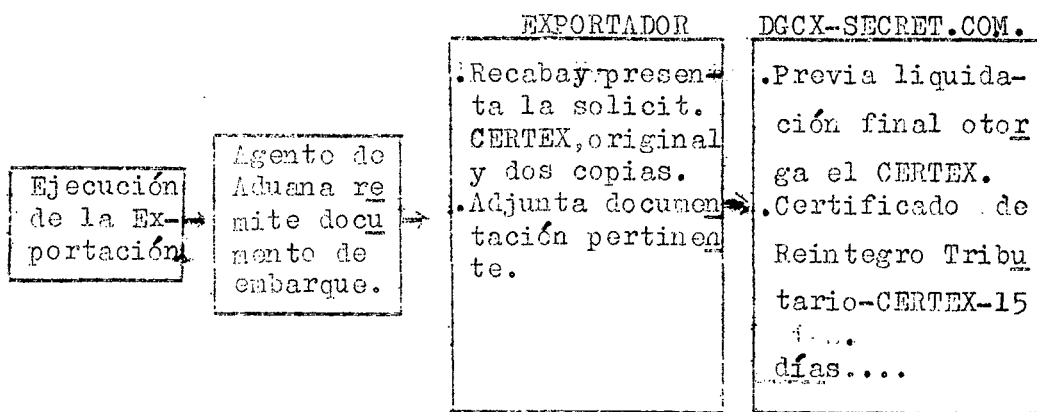 EXPORTADOR
DGCX-SECRET.COM.
Ejecución
de la Ex-
portación
Agente de
Aduana re
mite docu
mento de
embarque.
.Recaba y presen-
ta la solicit.
CERTEX,original
y dos copias.
.Adjunta documen
tación pertinen
te.
.Previa liquida-
ción final otor
ga el CERTEX.
.Certificado de
Reintegro Tribu
tario-CERTEX-15
días....